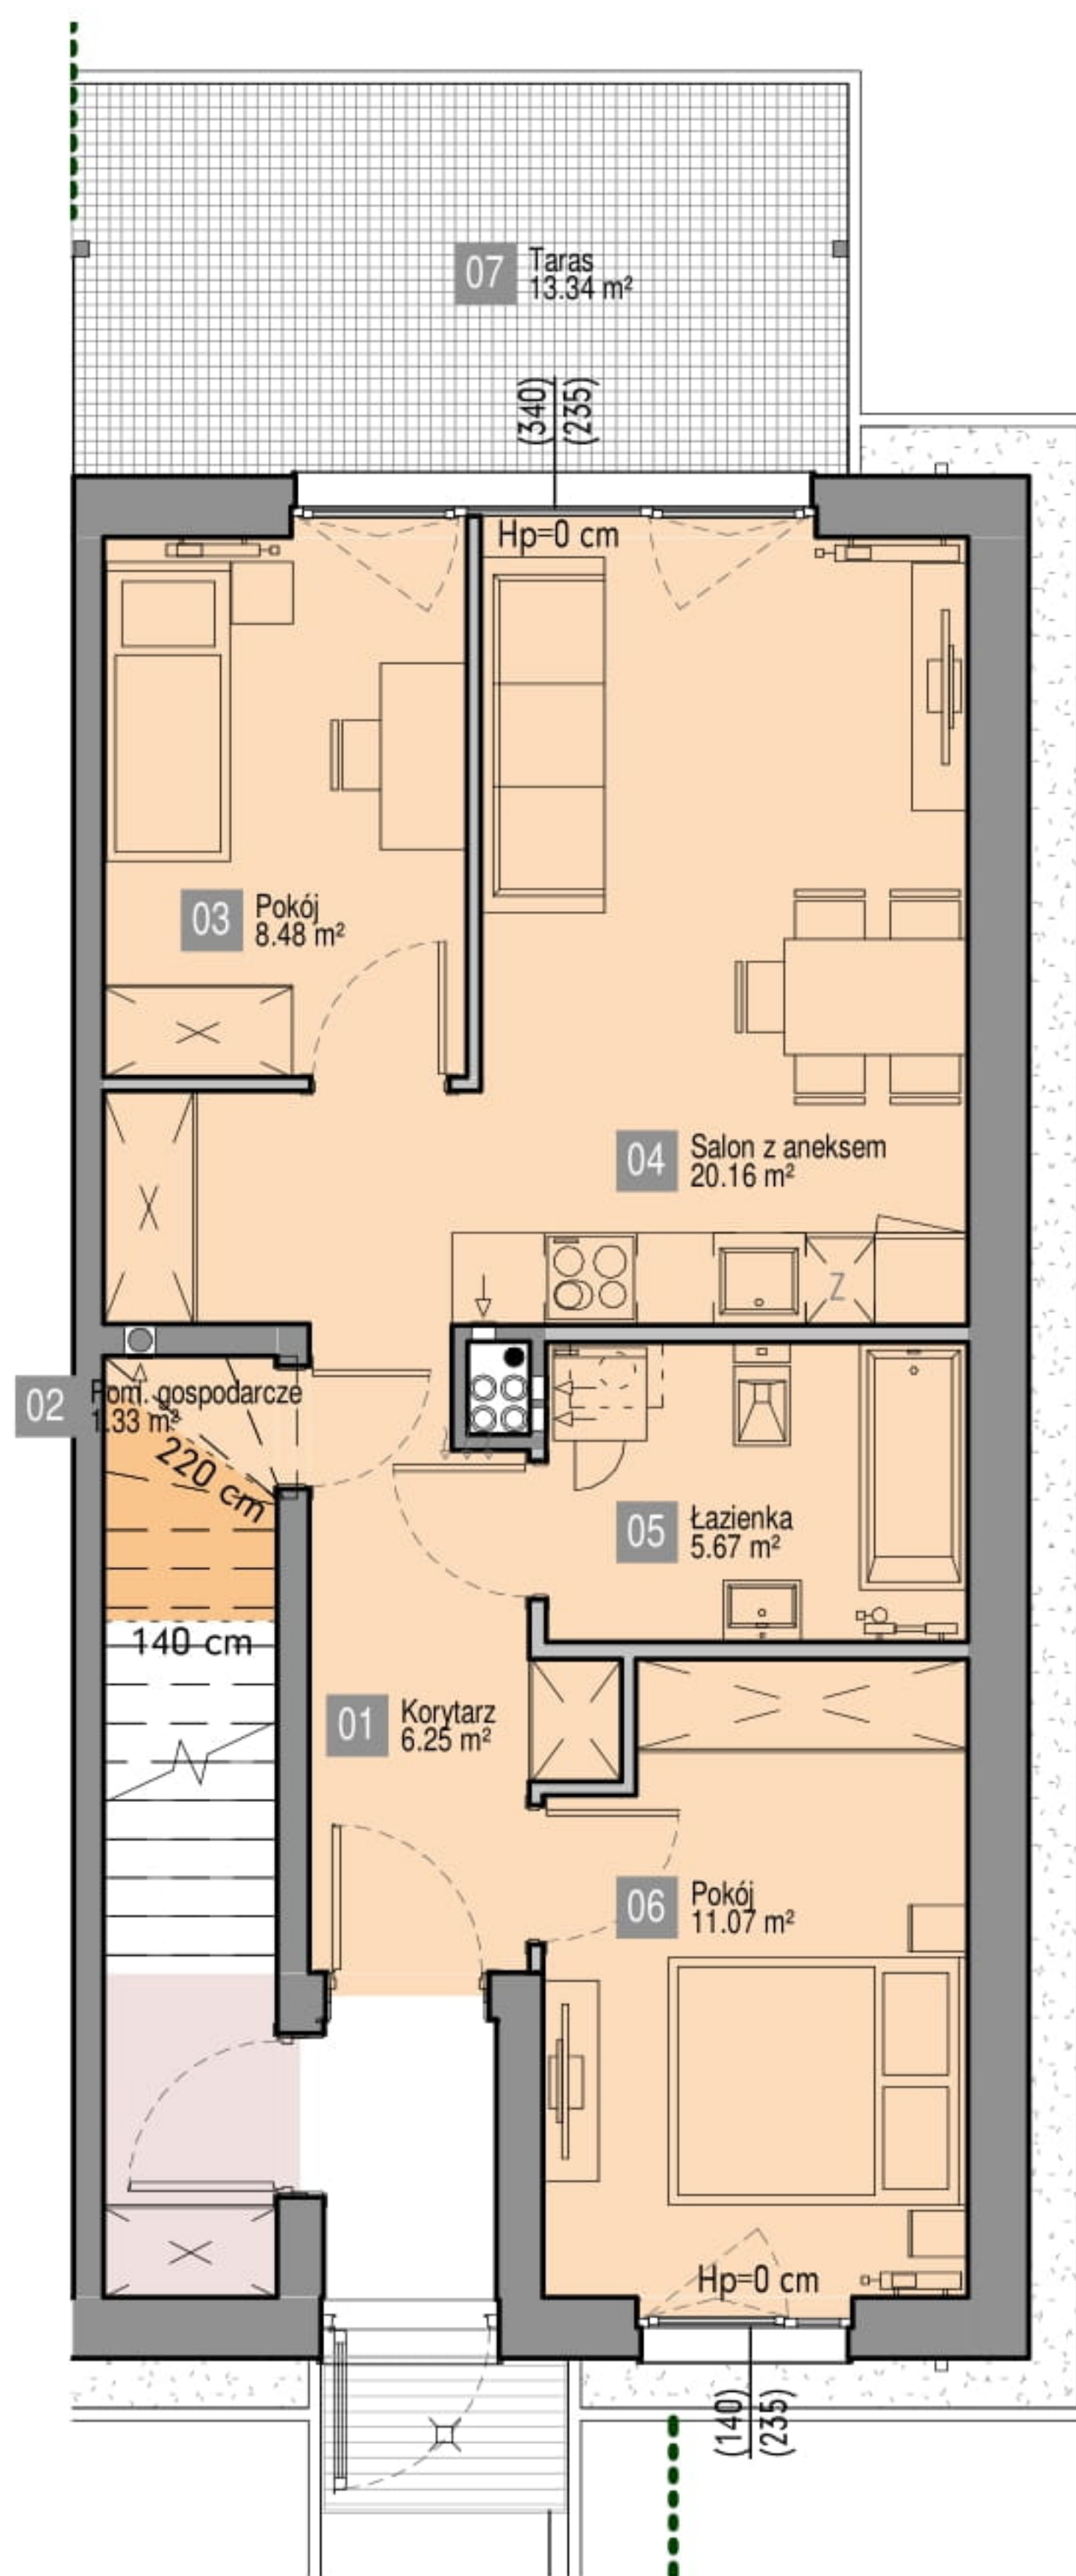 07 Taras
13.34 m²
(340)
(235)
Hp=0 cm
03 Pokój
8.48 m²
04 Salon z aneksem
20.16 m²
Z
02 Pom. gospodarcze
1.33 m²
220 cm
05 Łazienka
5.67 m²
140 cm
01 Korytarz
6.25 m²
06 Pokój
11.07 m²
Hp=0 cm
(140)
(235)